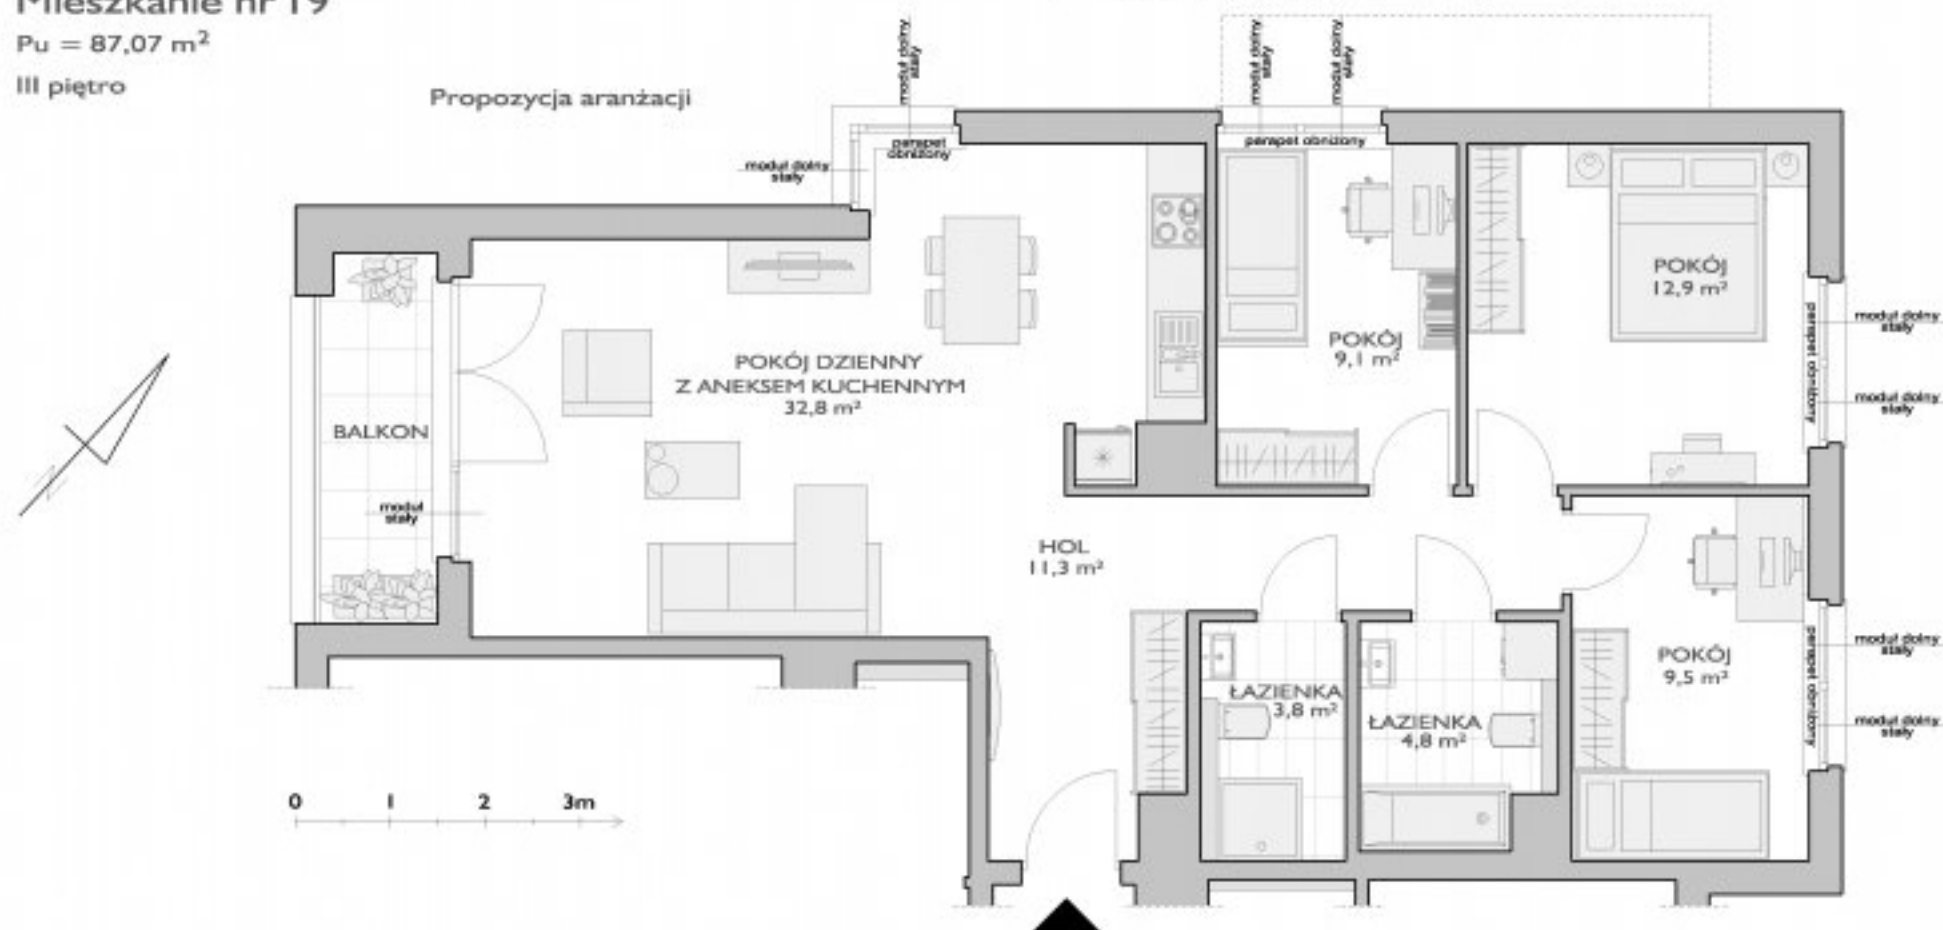 Mieszkanie nr 19
Pu = 87,07 m²
III piętro
Propozycja aranżacji
moduł dolny
stały
moduł dolny
stały
moduł dolny
stały
parapet
obniżony
parapet obniżony
moduł dolny
stały
POKÓJ
12,9 m²
parapet obniżony
moduł dolny
stały
moduł dolny
stały
POKÓJ
9,1 m²
POKÓJ DZIENNY
Z ANEKSEM KUCHENNYM
32,8 m²
BALKON
moduł
stały
HOL
11,3 m²
POKÓJ
9,5 m²
parapet obniżony
moduł dolny
stały
moduł dolny
stały
ŁAZIENKA
3,8 m²
ŁAZIENKA
4,8 m²
0 1 2 3m